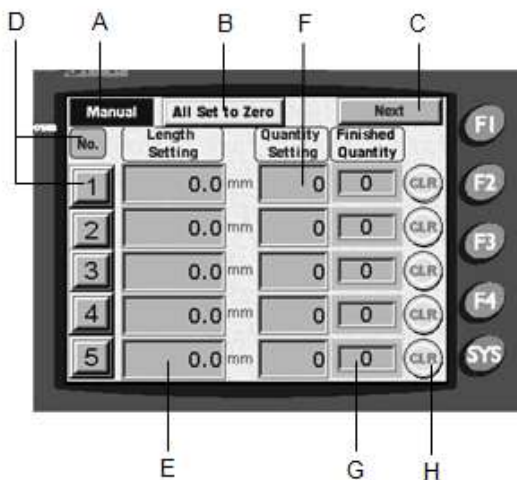 D A B F C
Manual All Set to Zero Next
No. Length Setting Quantity Setting Finished Quantity
1 0.0 mm 0 0 CLR
2 0.0 mm 0 0 CLR
3 0.0 mm 0 0 CLR
4 0.0 mm 0 0 CLR
5 0.0 mm 0 0 CLR
F1
F2
F3
F4
SYS
E G H